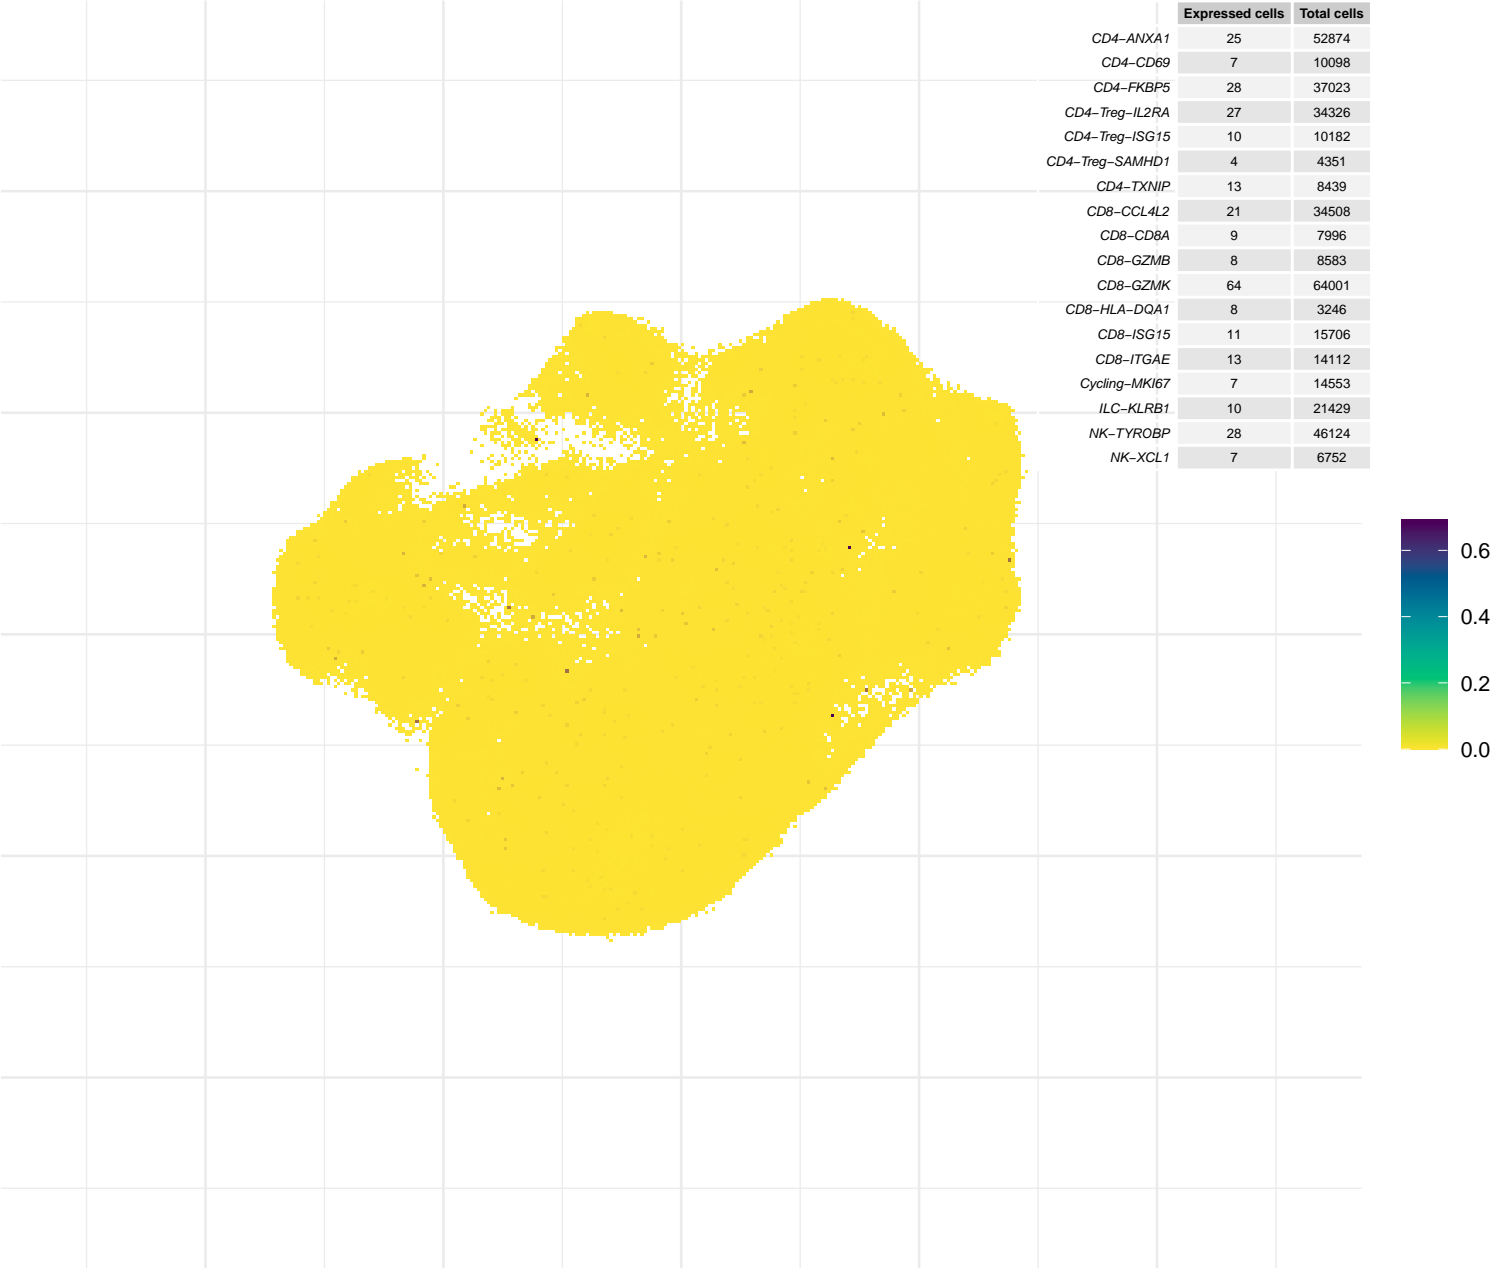 Expressed cells Total cells
CD4−ANXA1 25 52874
CD4−CD69 7 10098
CD4−FKBP5 28 37023
CD4−Treg−IL2RA 27 34326
CD4−Treg−ISG15 10 10182
CD4−Treg−SAMHD1 4 4351
CD4−TXNIP 13 8439
CD8−CCL4L2 21 34508
CD8−CD8A 9 7996
CD8−GZMB 8 8583
CD8−GZMK 64 64001
CD8−HLA−DQA1 8 3246
CD8−ISG15 11 15706
CD8−ITGAE 13 14112
Cycling−MKI67 7 14553
ILC−KLRB1 10 21429
NK−TYROBP 28 46124
NK−XCL1 7 6752
0.6
0.4
0.2
0.0